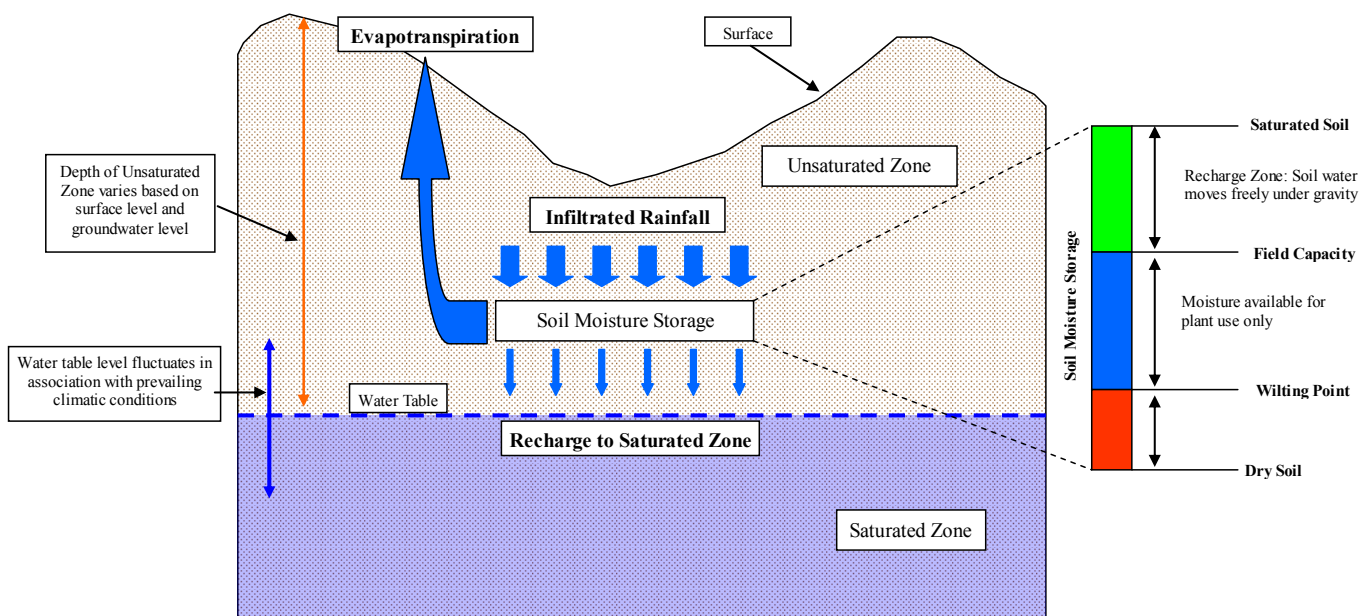 Evapotranspiration
Surface
Saturated Soil
Depth of Unsaturated
Zone varies based on
surface level and
groundwater level
Unsaturated Zone
Recharge Zone: Soil water
moves freely under gravity
Infiltrated Rainfall
Field Capacity
Soil Moisture Storage
Soil Moisture Storage
Moisture available for
plant use only
Water table level fluctuates in
association with prevailing
climatic conditions
Water Table
Wilting Point
Recharge to Saturated Zone
Dry Soil
Saturated Zone